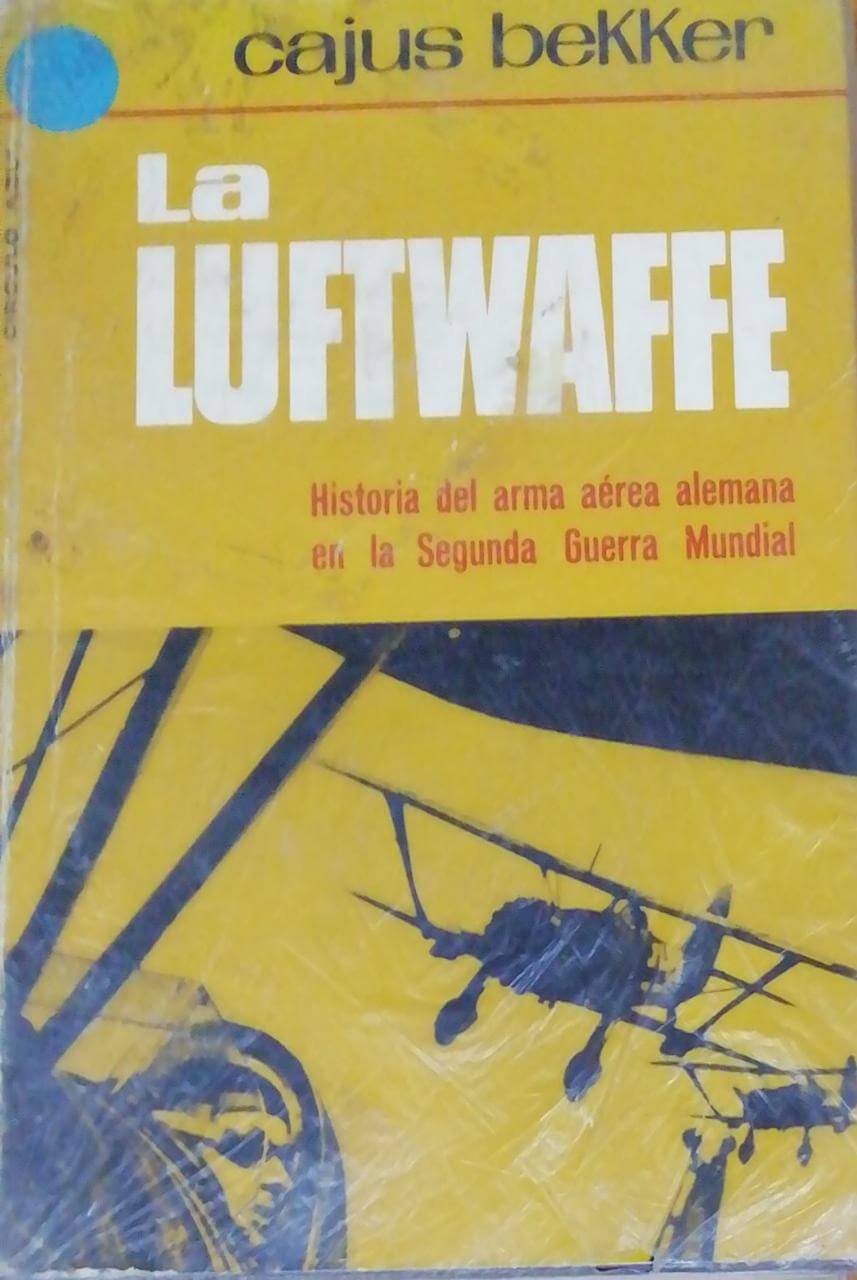 cajus bekker
La
LUFTWAFFE
Historia del arma aérea alemana
en la Segunda Guerra Mundial